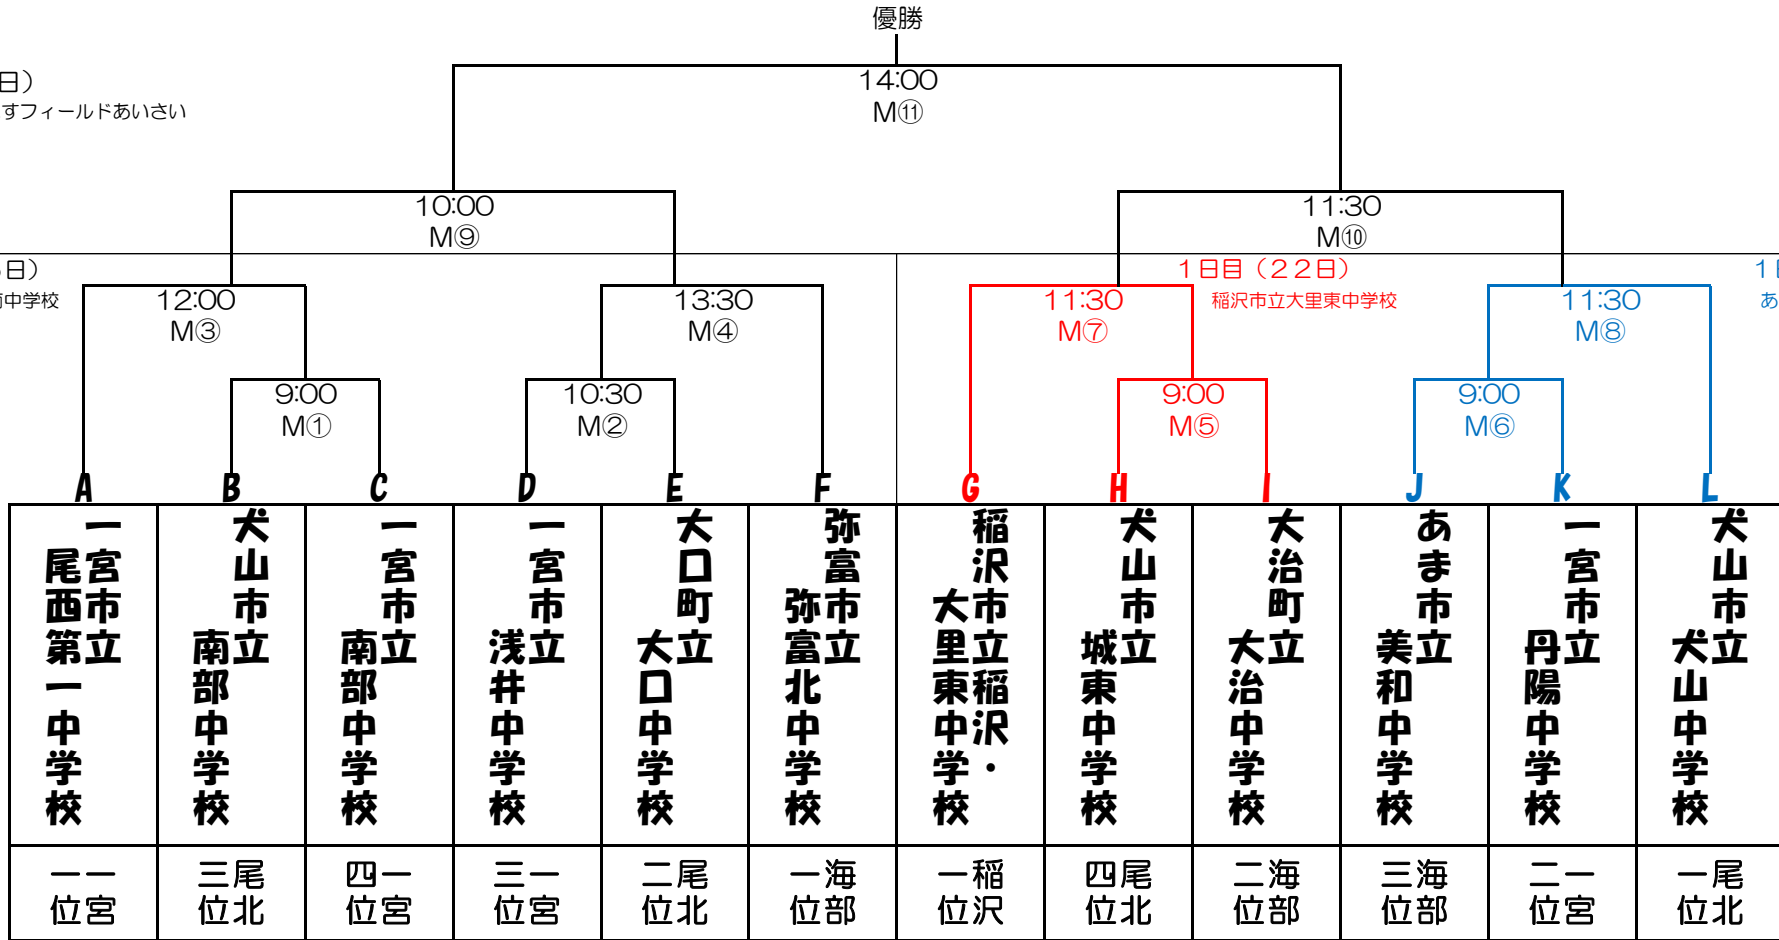 優勝
14:00
M⑪
日）
すフィールドあいさい
10:00
M⑨
11:30
M⑩
日）
中学校
12:00
M③
13:30
M④
１日目（２２日）
稲沢市立大里東中学校
11:30
M⑦
11:30
M⑧
１
あ
9:00
M①
10:30
M②
9:00
M⑤
9:00
M⑥
A
B
C
D
E
F
G
H
I
J
K
L
一宮市立
尾西第一中学校
犬山市立
南部中学校
一宮市立
南部中学校
一宮市立
浅井中学校
大口町立
大口中学校
弥富市立
弥富北中学校
稲沢市立稲沢・
大里東中学校
犬山市立
城東中学校
大治町立
大治中学校
あま市立
美和中学校
一宮市立
丹陽中学校
犬山市立
犬山中学校
一宮
一位
尾北
三位
一宮
四位
一宮
三位
尾北
二位
海部
一位
稲沢
一位
尾北
四位
海部
二位
海部
三位
一宮
二位
尾北
一位